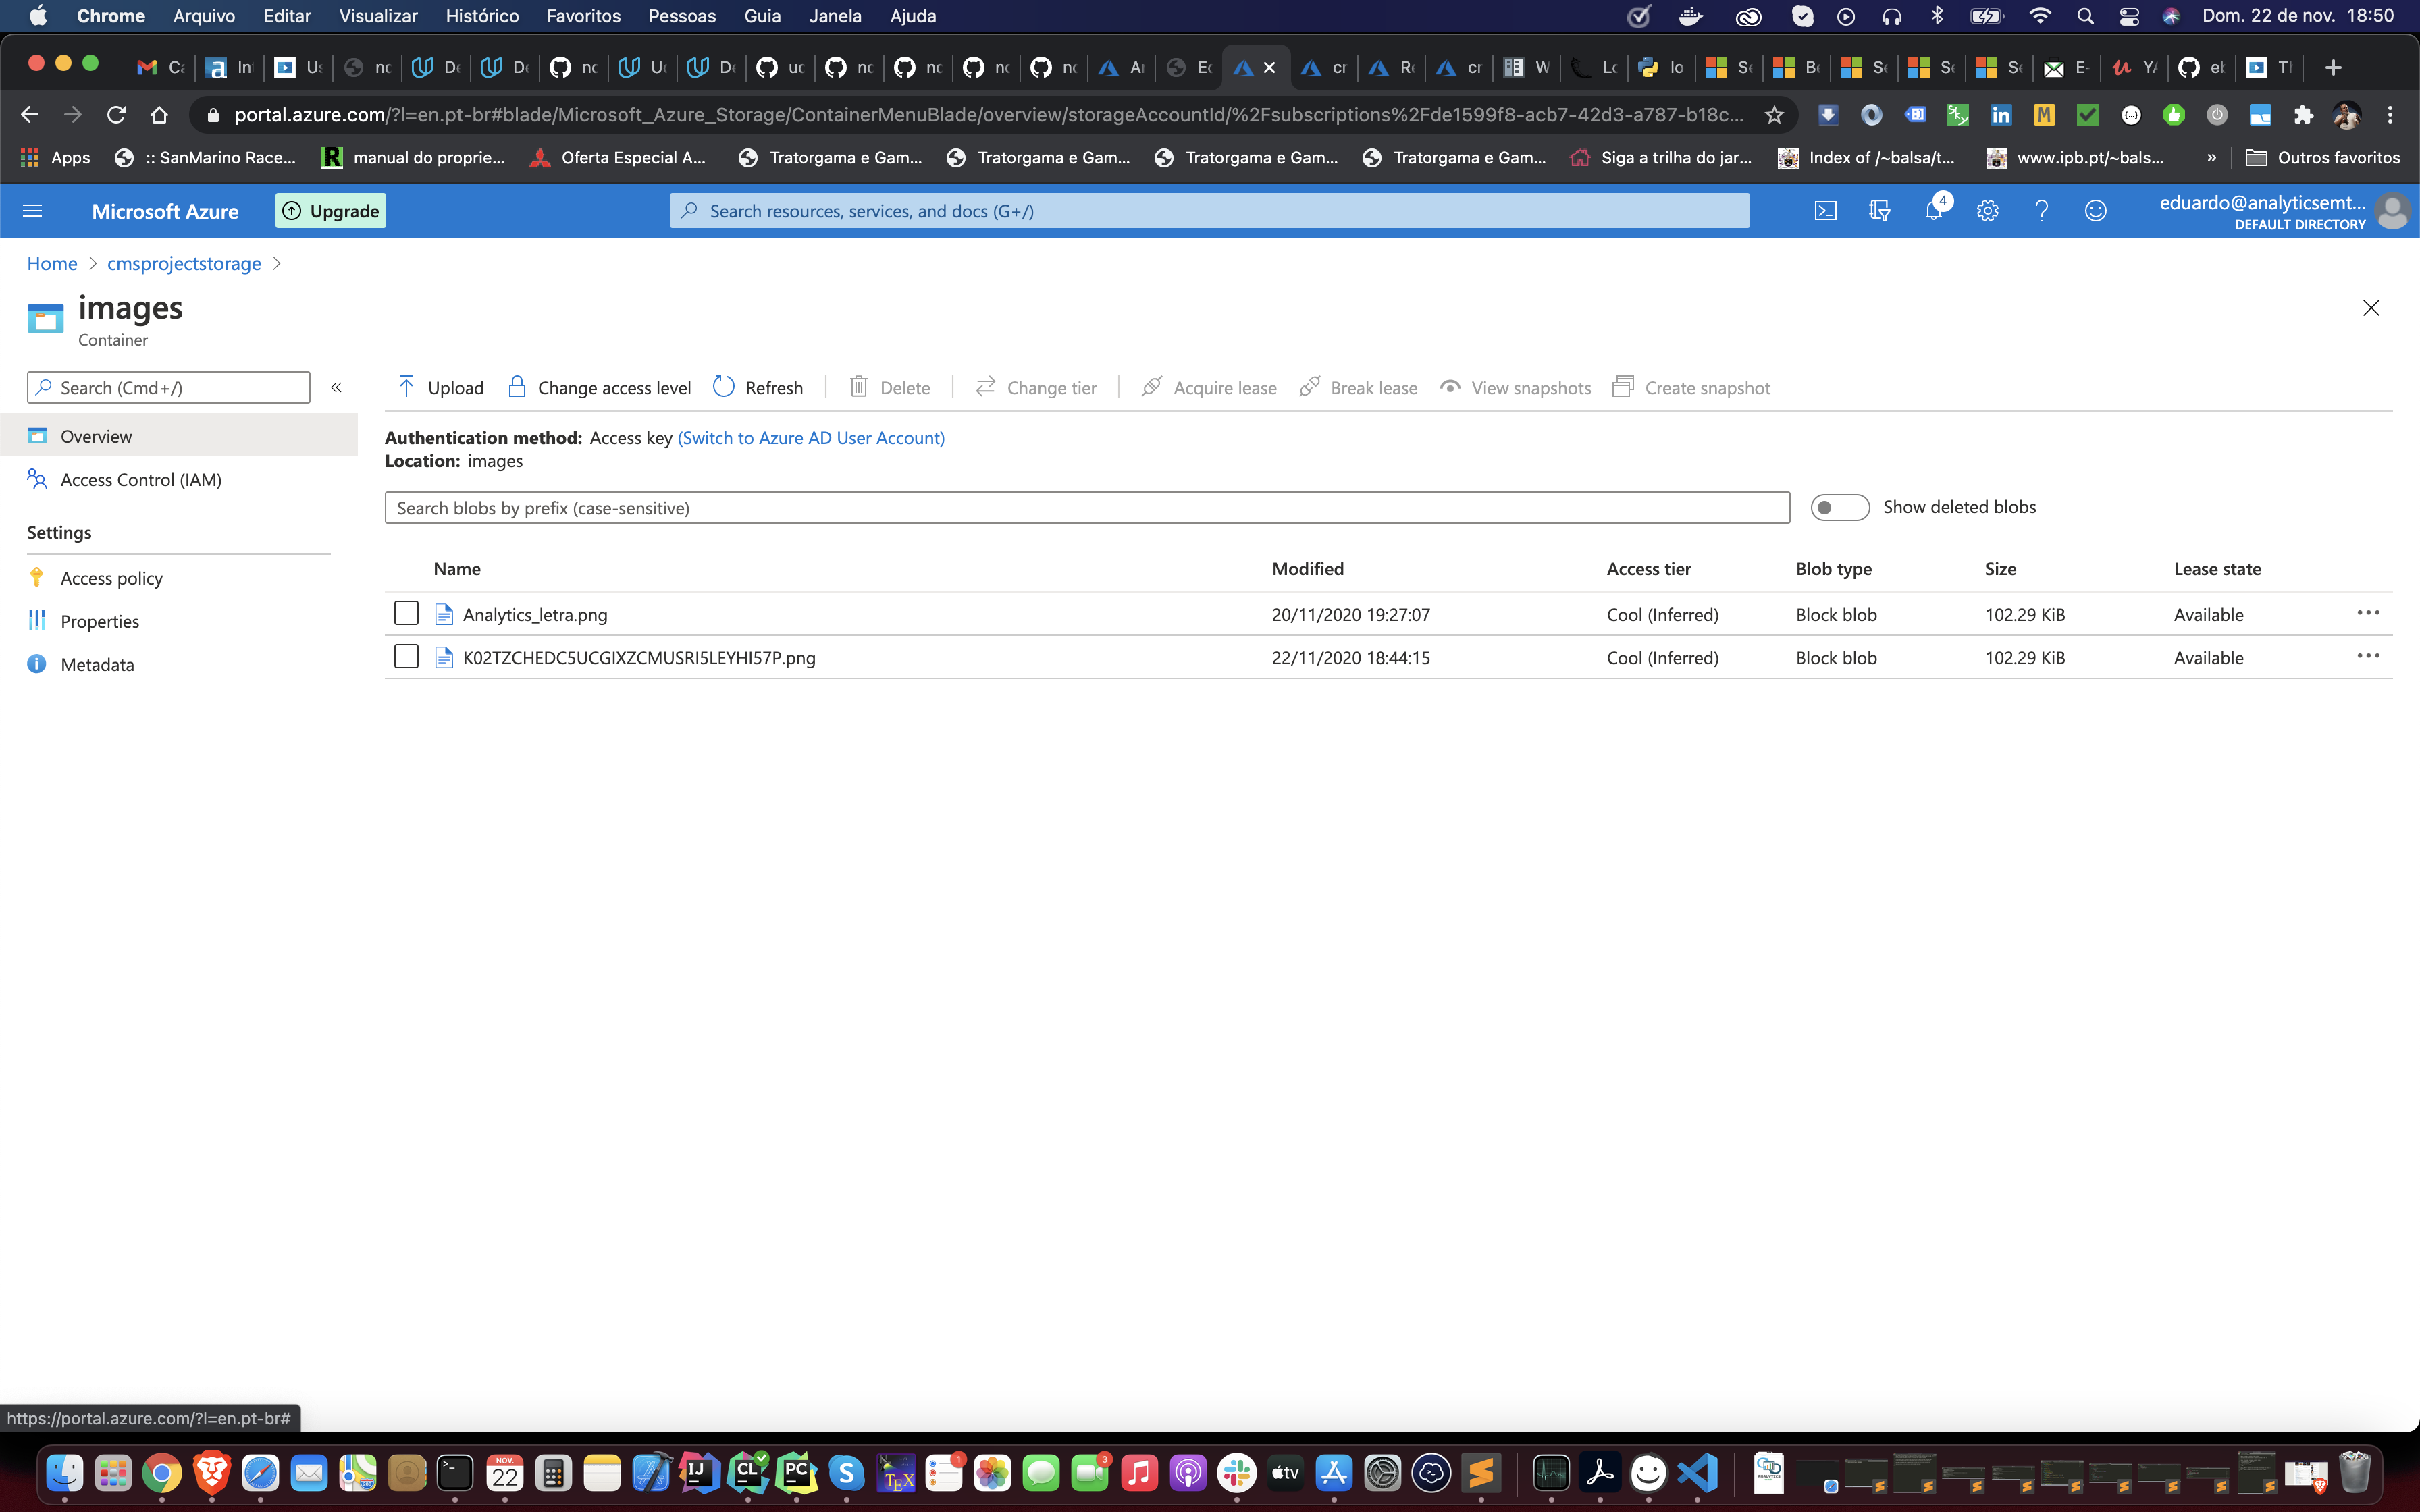 Chrome Arquivo Editar Visualizar Histórico Favoritos Pessoas Guia Janela Ajuda Dom. 22 de nov. 18:50
portal.azure.com/?l=en.pt-br#blade/Microsoft_Azure_Storage/ContainerMenuBlade/overview/storageAccountId/%2Fsubscriptions%2Fde1599f8-acb7-42d3-a787-b18c...
Apps :: SanMarino Race... manual do proprie... Oferta Especial A... Tratorgama e Gam... Tratorgama e Gam... Tratorgama e Gam... Tratorgama e Gam... Siga a trilha do jar... Index of /~balsa/t... www.ipb.pt/~bals... » Outros favoritos
Microsoft Azure Upgrade Search resources, services, and docs (G+/) 4 eduardo@analyticsemt...
DEFAULT DIRECTORY
Home > cmsprojectstorage >
images
Container
Search (Cmd+/) « Upload Change access level Refresh Delete Change tier Acquire lease Break lease View snapshots Create snapshot
Overview
Access Control (IAM)
Settings
Access policy
Properties
Metadata
Authentication method: Access key (Switch to Azure AD User Account)
Location: images
Search blobs by prefix (case-sensitive) Show deleted blobs
Name Modified Access tier Blob type Size Lease state
Analytics_letra.png 20/11/2020 19:27:07 Cool (Inferred) Block blob 102.29 KiB Available
K02TZCHEDC5UCGIXZCMUSRI5LEYHI57P.png 22/11/2020 18:44:15 Cool (Inferred) Block blob 102.29 KiB Available
https://portal.azure.com/?l=en.pt-br#
NOV.
22
IJ
CL
PC
TEX
1
3
tv